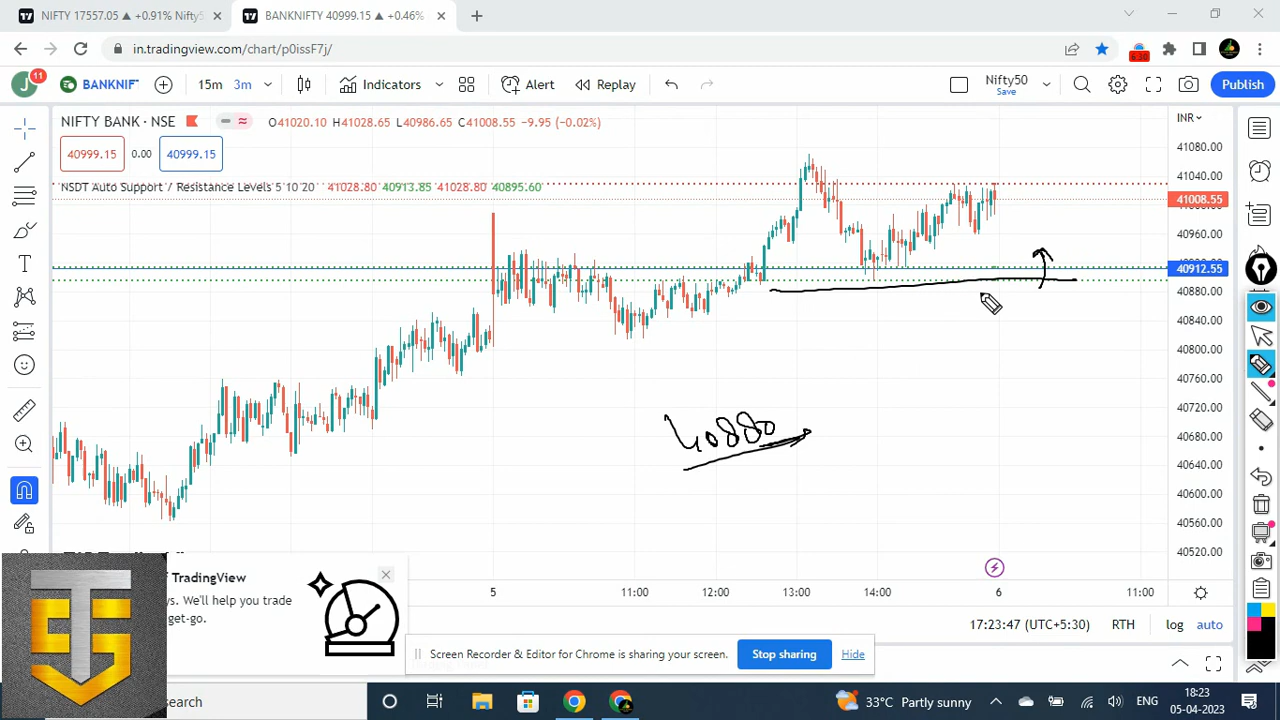 NIFTY 17557.05 ▲ +0.91% Nifty5
BANKNIFTY 40999.15 ▲ +0.46%
in.tradingview.com/chart/p0issF7j/
6:30
J 11 BANKNIF 15m 3m Indicators Alert Replay Nifty50 Save Publish
NIFTY BANK · NSE O41020.10 H41028.65 L40986.65 C41008.55 −9.95 (−0.02%)
INR
40999.15 0.00 40999.15
NSDT Auto Support / Resistance Levels 5 10 20 41028.80 40913.85 41028.80 40895.60
41080.00
41040.00
41008.55
40960.00
40912.55
40880.00
40840.00
40800.00
40760.00
40720.00
40680.00
40640.00
40600.00
40560.00
40520.00
40880
TradingView
ys. We'll help you trade
get-go.
5 11:00 12:00 13:00 14:00 6 11:00
17:23:47 (UTC+5:30) RTH log auto
Screen Recorder & Editor for Chrome is sharing your screen. Stop sharing Hide
search
33°C Partly sunny ENG 18:23
05-04-2023